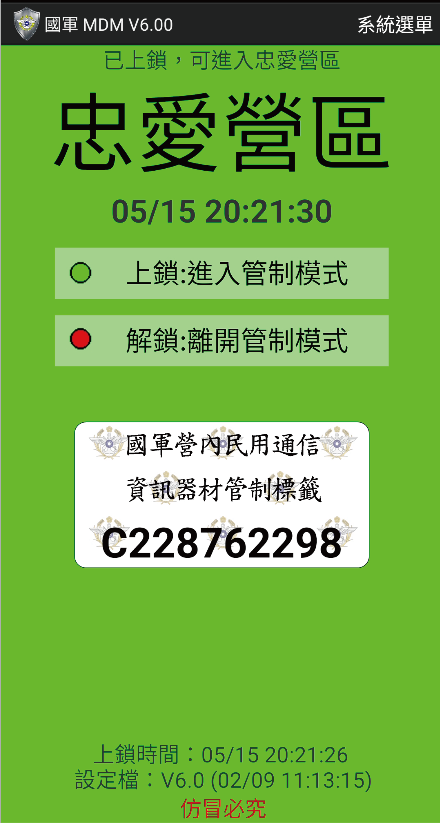 國軍 MDM V6.00
系統選單
已上鎖，可進入忠愛營區
忠愛營區
05/15 20:21:30
上鎖:進入管制模式
解鎖:離開管制模式
國軍營內民用通信
資訊器材管制標籤
C228762298
上鎖時間：05/15 20:21:26
設定檔：V6.0 (02/09 11:13:15)
仿冒必究